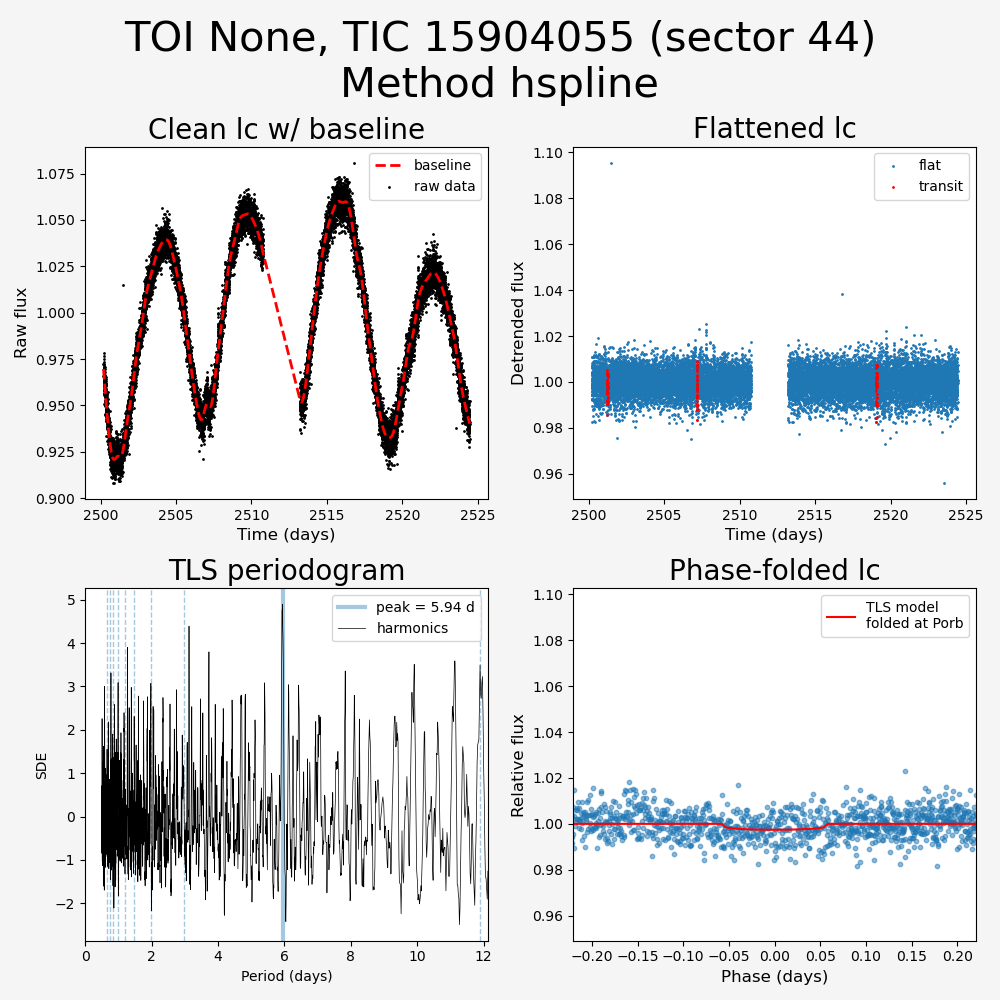 TOI None, TIC 15904055 (sector 44)
Method hspline
Clean lc w/ baseline
baseline
raw data
1.075
1.050
1.025
1.000
0.975
0.950
0.925
0.900
Raw flux
2500
2505
2510
2515
2520
2525
Time (days)
Flattened lc
flat
transit
1.10
1.08
1.06
1.04
1.02
1.00
0.98
0.96
Detrended flux
2500
2505
2510
2515
2520
2525
Time (days)
TLS periodogram
peak = 5.94 d
harmonics
5
4
3
2
1
0
−1
−2
SDE
0
2
4
6
8
10
12
Period (days)
Phase-folded lc
TLS model
folded at Porb
1.10
1.08
1.06
1.04
1.02
1.00
0.98
0.96
Relative flux
−0.20
−0.15
−0.10
−0.05
0.00
0.05
0.10
0.15
0.20
Phase (days)